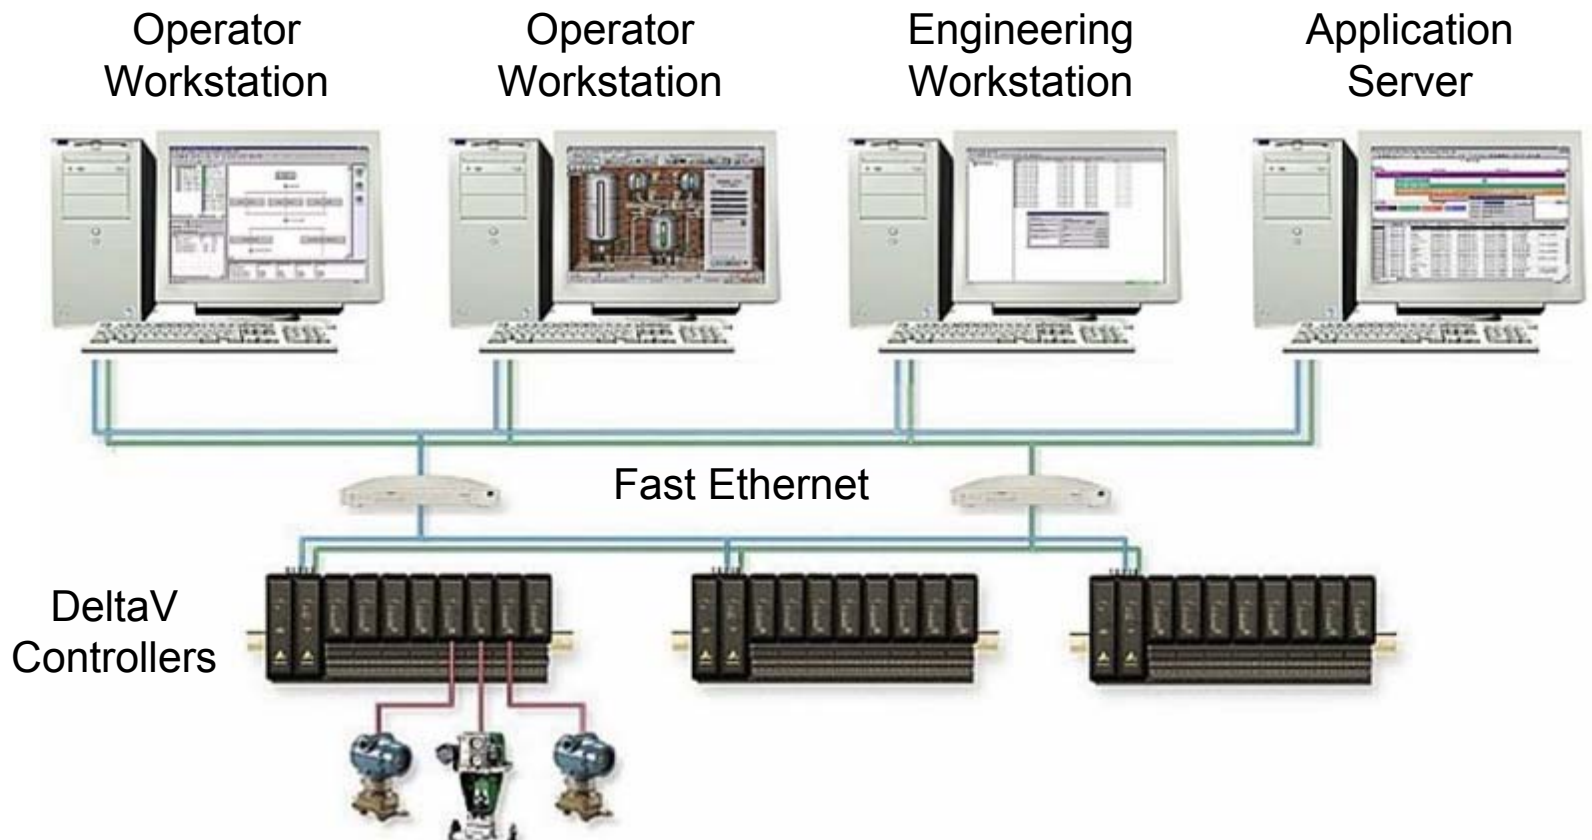 Operator
Workstation
Operator
Workstation
Engineering
Workstation
Application
Server
Fast Ethernet
DeltaV
Controllers